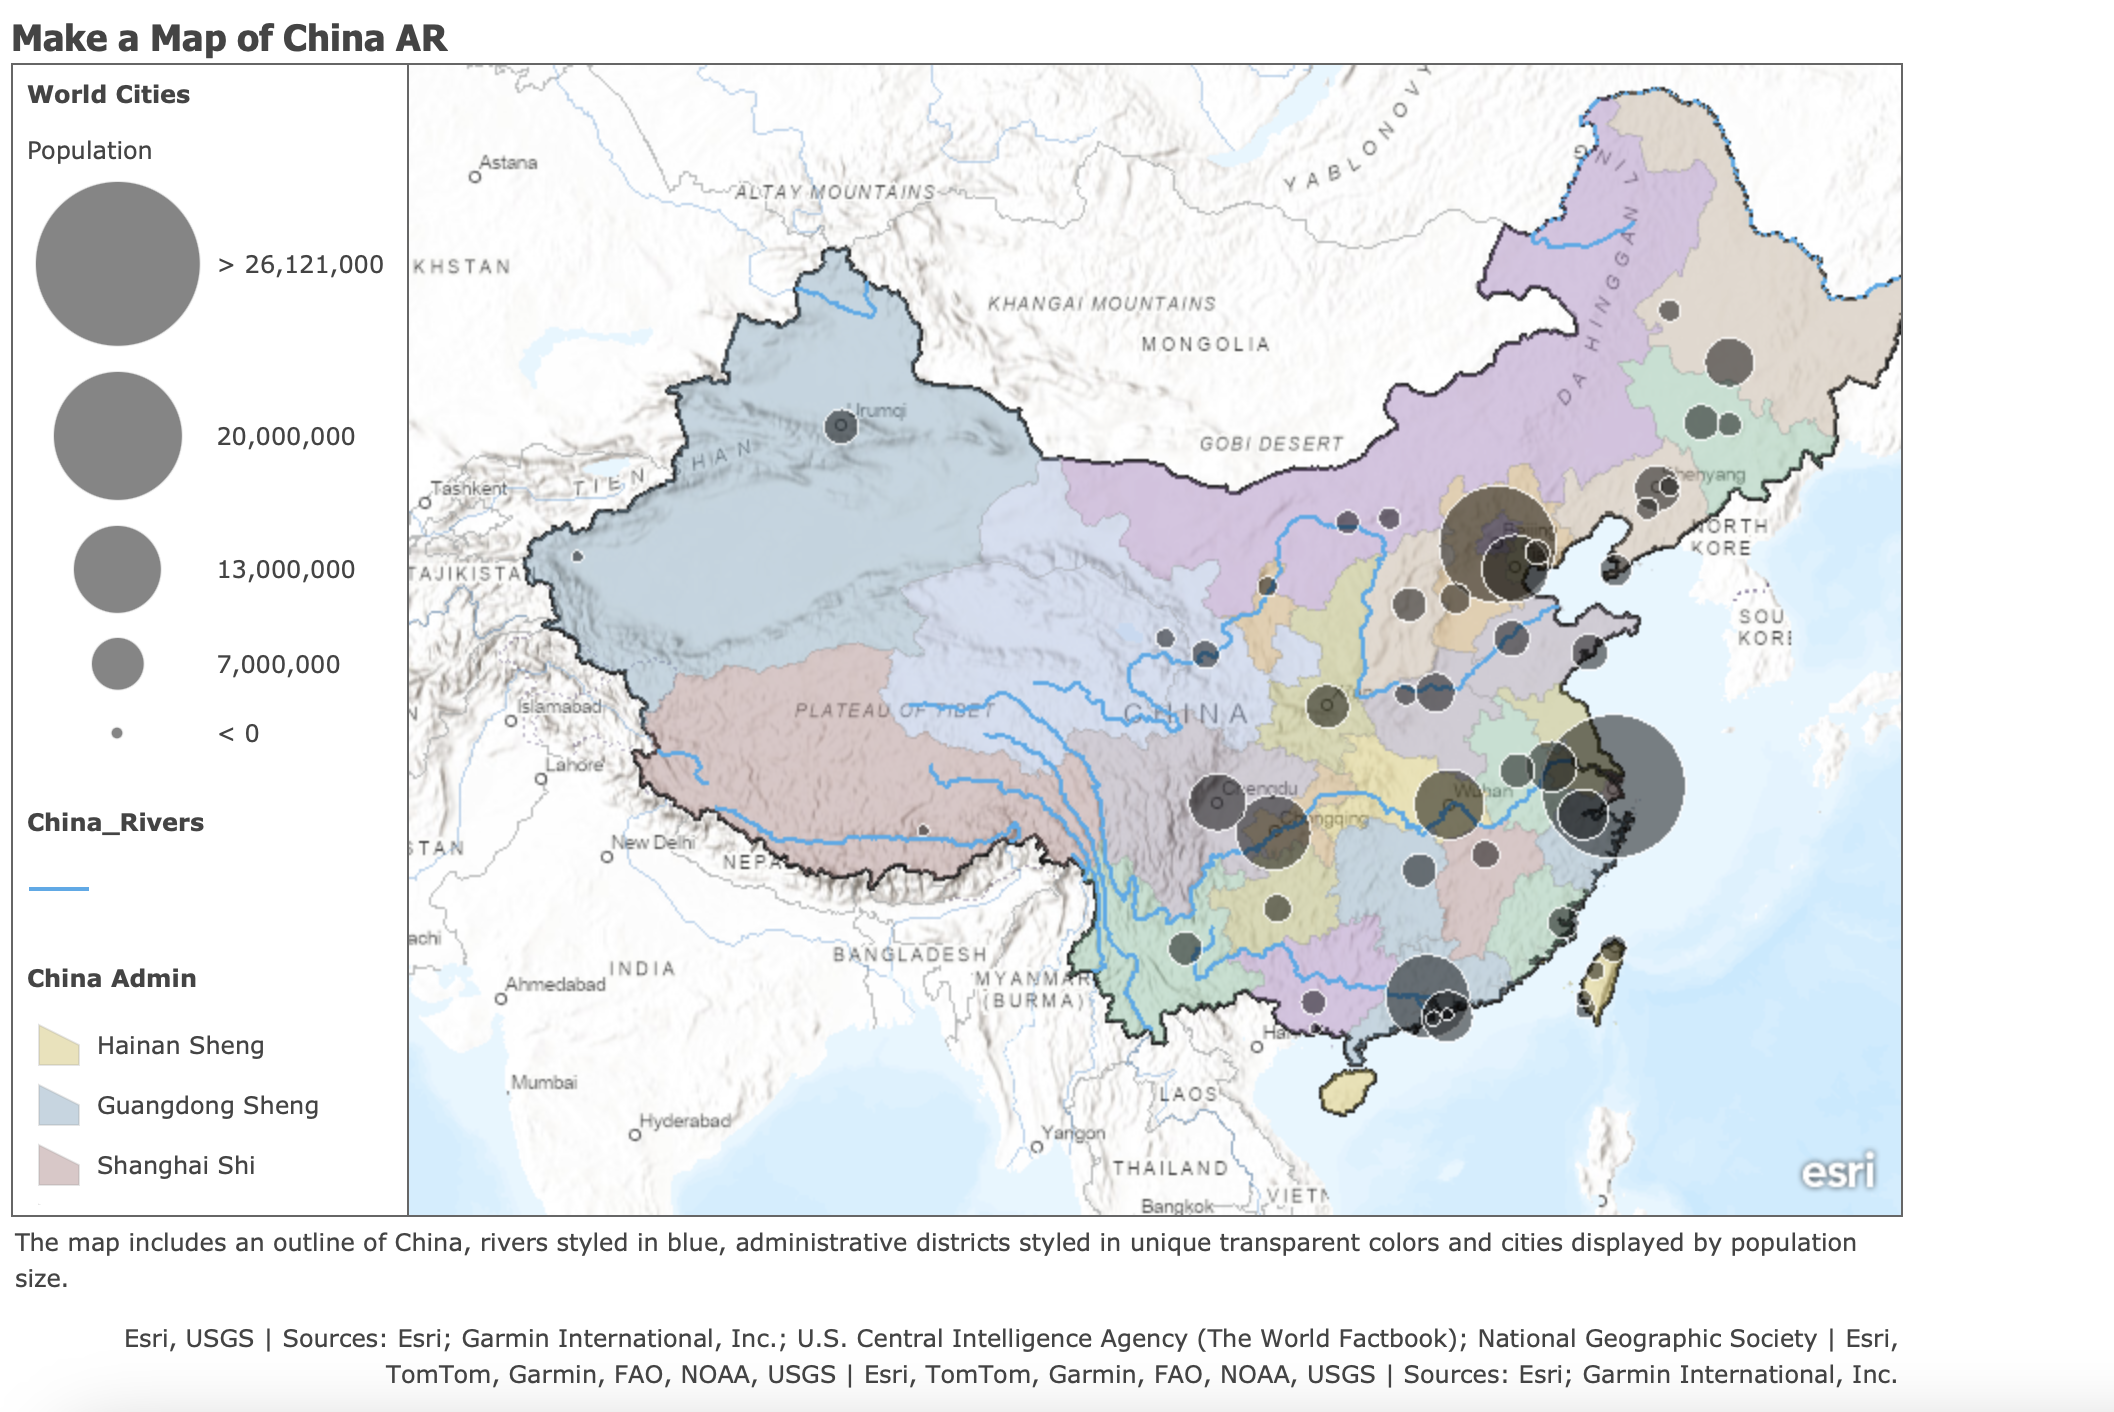 Make a Map of China AR
World Cities
Population
> 26,121,000
20,000,000
13,000,000
7,000,000
< 0
China_Rivers
China Admin
Hainan Sheng
Guangdong Sheng
Shanghai Shi
Astana
ALTAY MOUNTAINS
YABLONOVY
KHSTAN
KHANGAI MOUNTAINS
MONGOLIA
DA HINGGAN
LING
Urumqi
GOBI DESERT
TIEN SHAN
Tashkent
Shenyang
NORTH
KORE
Beijing
TAJIKISTA
SOU
KORE
Islamabad
PLATEAU OF TIBET
CHINA
Lahore
Chengdu
Wuhan
Chongqing
STAN
New Delhi
NEPA
achi
INDIA
BANGLADESH
MYANMAR
(BURMA)
Ahmedabad
Ha
Mumbai
LAOS
Hyderabad
Yangon
THAILAND
VIETN
Bangkok
esri
The map includes an outline of China, rivers styled in blue, administrative districts styled in unique transparent colors and cities displayed by population
size.
Esri, USGS | Sources: Esri; Garmin International, Inc.; U.S. Central Intelligence Agency (The World Factbook); National Geographic Society | Esri,
TomTom, Garmin, FAO, NOAA, USGS | Esri, TomTom, Garmin, FAO, NOAA, USGS | Sources: Esri; Garmin International, Inc.